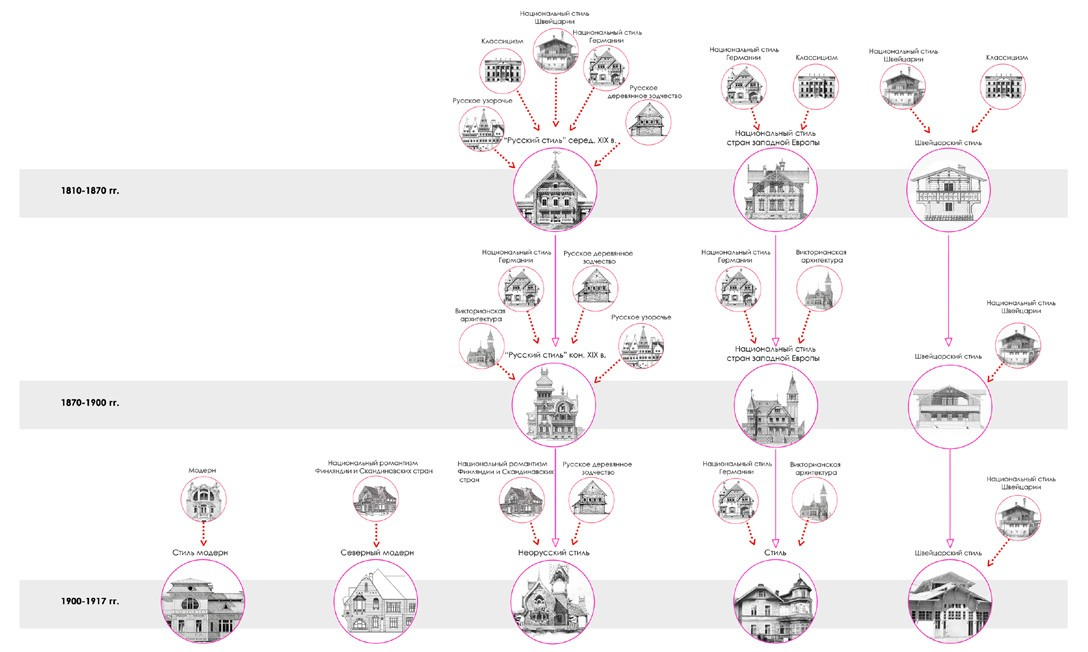 Национальный стиль
Швейцарии
Классицизм
Национальный стиль
Германии
Русское узорочье
Русское
деревянное зодчество
"Русский стиль" серед. XIX в.
Национальный стиль
Германии
Классицизм
Национальный стиль
стран западной Европы
Национальный стиль
Швейцарии
Классицизм
Швейцарский стиль
1810-1870 гг.
Национальный стиль
Германии
Русское деревянное
зодчество
Викторианская
архитектура
Русское узорочье
"Русский стиль" кон. XIX в.
Национальный стиль
Германии
Викторианская
архитектура
Национальный стиль
стран западной Европы
Национальный стиль
Швейцарии
Швейцарский стиль
1870-1900 гг.
Модерн
Стиль модерн
Национальный романтизм
Финляндии и Скандинавских стран
Северный модерн
Национальный романтизм
Финляндии и Скандинавских
стран
Русское деревянное
зодчество
Неорусский стиль
Национальный стиль
Германии
Викторианская
архитектура
Стиль
Национальный стиль
Швейцарии
Швейцарский стиль
1900-1917 гг.